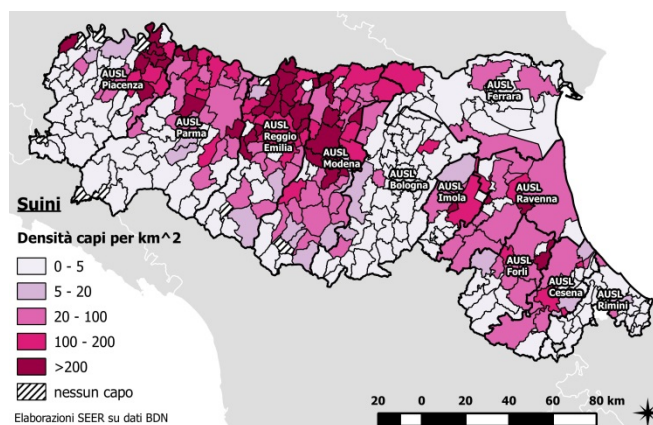 AUSL
Piacenza
AUSL
Parma
AUSL
Reggio
Emilia
AUSL
Modena
AUSL
Bologna
AUSL
Ferrara
AUSL
Imola
AUSL
Ravenna
AUSL
Forlì
AUSL
Cesena
AUSL
Rimini
Suini
Densità capi per km^2
0 - 5
5 - 20
20 - 100
100 - 200
>200
nessun capo
Elaborazioni SEER su dati BDN
20 0 20 40 60 80 km